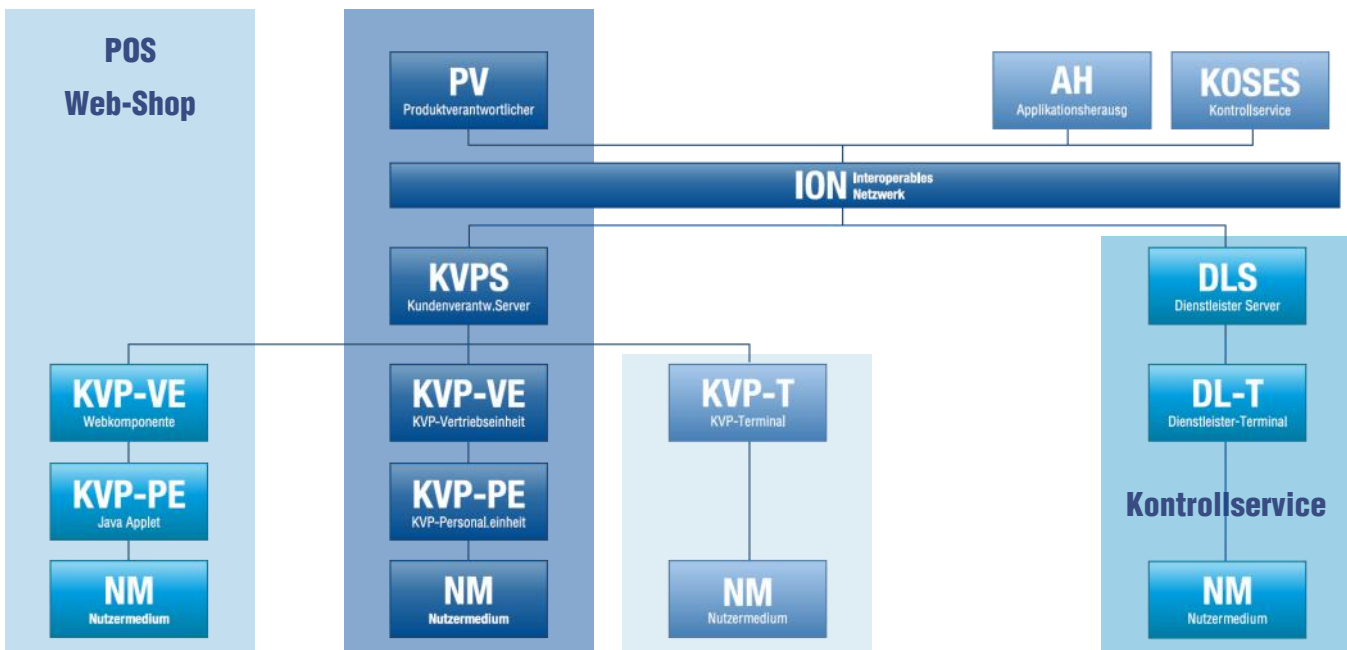 POS
Web-Shop
PV
Produktverantwortlicher
AH
Applikationsherausg
KOSES
Kontrollservice
ION Interoperables
Netzwerk
KVPS
Kundenverantw.Server
DLS
Dienstleister Server
KVP-VE
Webkomponente
KVP-VE
KVP-Vertriebseinheit
KVP-T
KVP-Terminal
DL-T
Dienstleister-Terminal
KVP-PE
Java Applet
KVP-PE
KVP-Personal.einheit
Kontrollservice
NM
Nutzermedium
NM
Nutzermedium
NM
Nutzermedium
NM
Nutzermedium